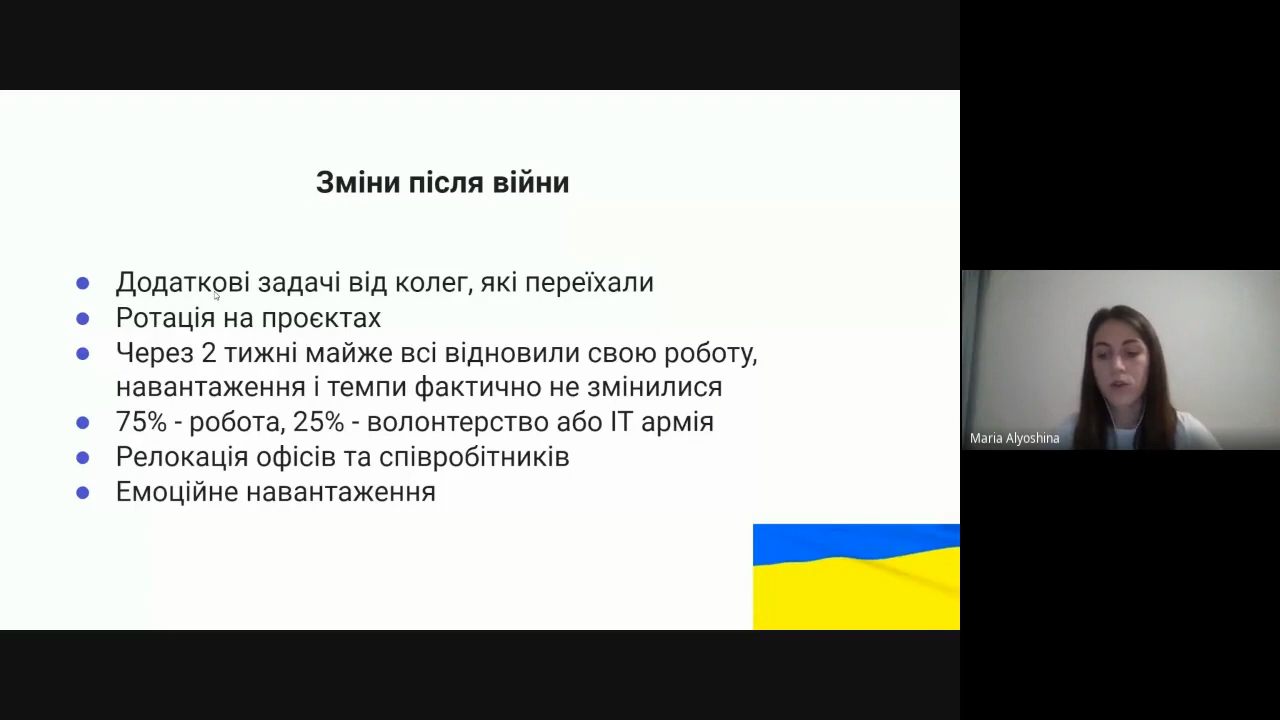 Зміни після війни
Додаткові задачі від колег, які переїхали
Ротація на проєктах
Через 2 тижні майже всі відновили свою роботу,
навантаження і темпи фактично не змінилися
75% - робота, 25% - волонтерство або ІТ армія
Релокація офісів та співробітників
Емоційне навантаження
Maria Alyoshina